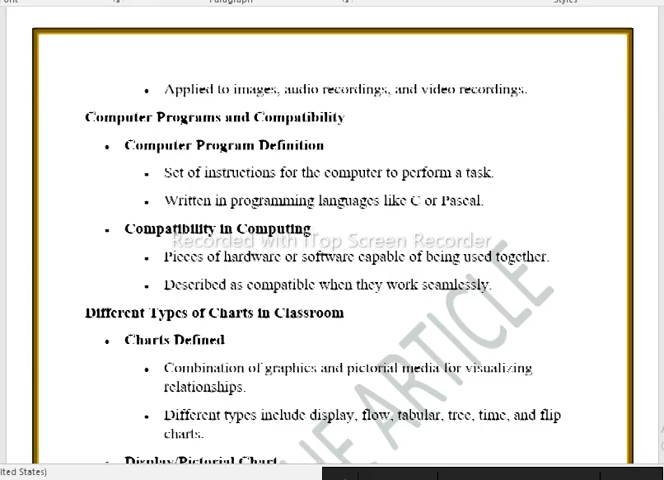 Paragraph
Styles
Applied to images, audio recordings, and video recordings.
Computer Programs and Compatibility
Computer Program Definition
Set of instructions for the computer to perform a task.
Written in programming languages like C or Pascal.
Compatibility in Computing
Recorded with iTop Screen Recorder
Pieces of hardware or software capable of being used together.
Described as compatible when they work seamlessly.
Different Types of Charts in Classroom
Charts Defined
Combination of graphics and pictorial media for visualizing
relationships.
Different types include display, flow, tabular, tree, time, and flip
charts.
Display/Pictorial Chart
ARTICLE
ited States)